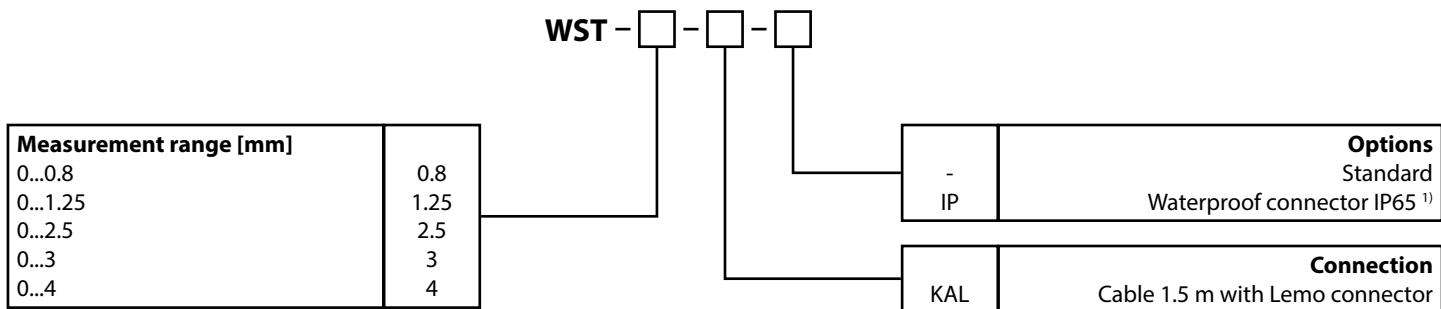 WST – –  –
Measurement range [mm]
0...0.8 0.8
0...1.25 1.25
0...2.5 2.5
0...3 3
0...4 4
Options
- Standard
IP Waterproof connector IP65 ¹⁾
Connection
KAL Cable 1.5 m with Lemo connector